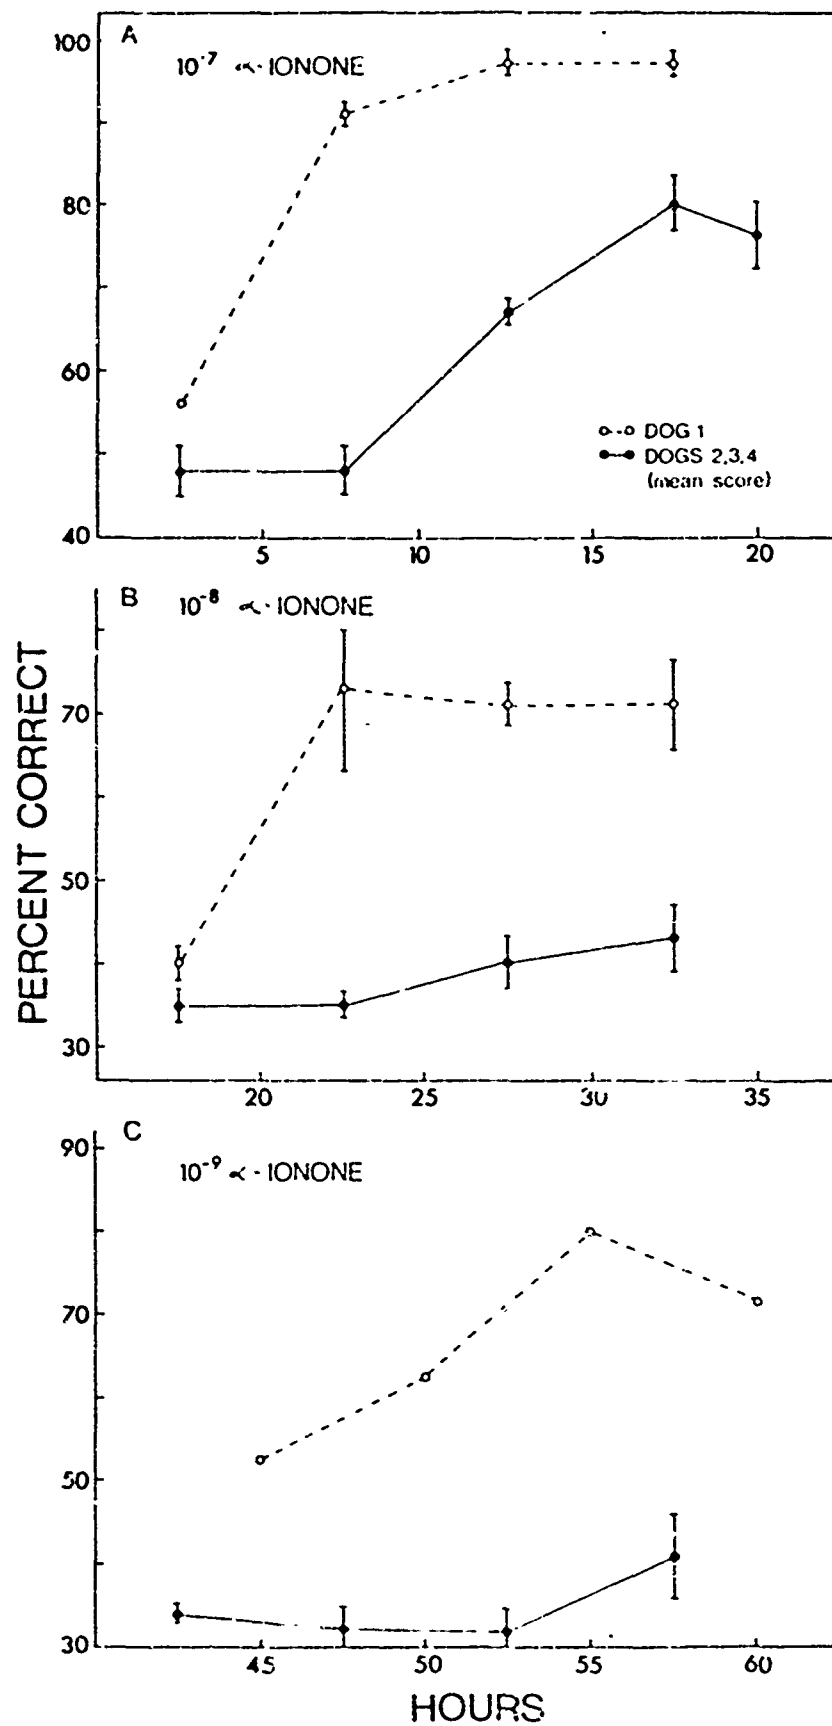 PERCENT CORRECT
A
10⁻⁷ α-IONONE
100
80
60
40
DOG 1
DOGS 2,3,4
(mean score)
5 10 15 20
B
10⁻⁸ α-IONONE
70
50
30
20 25 30 35
C
10⁻⁹ α-IONONE
90
70
50
30
45 50 55 60
HOURS